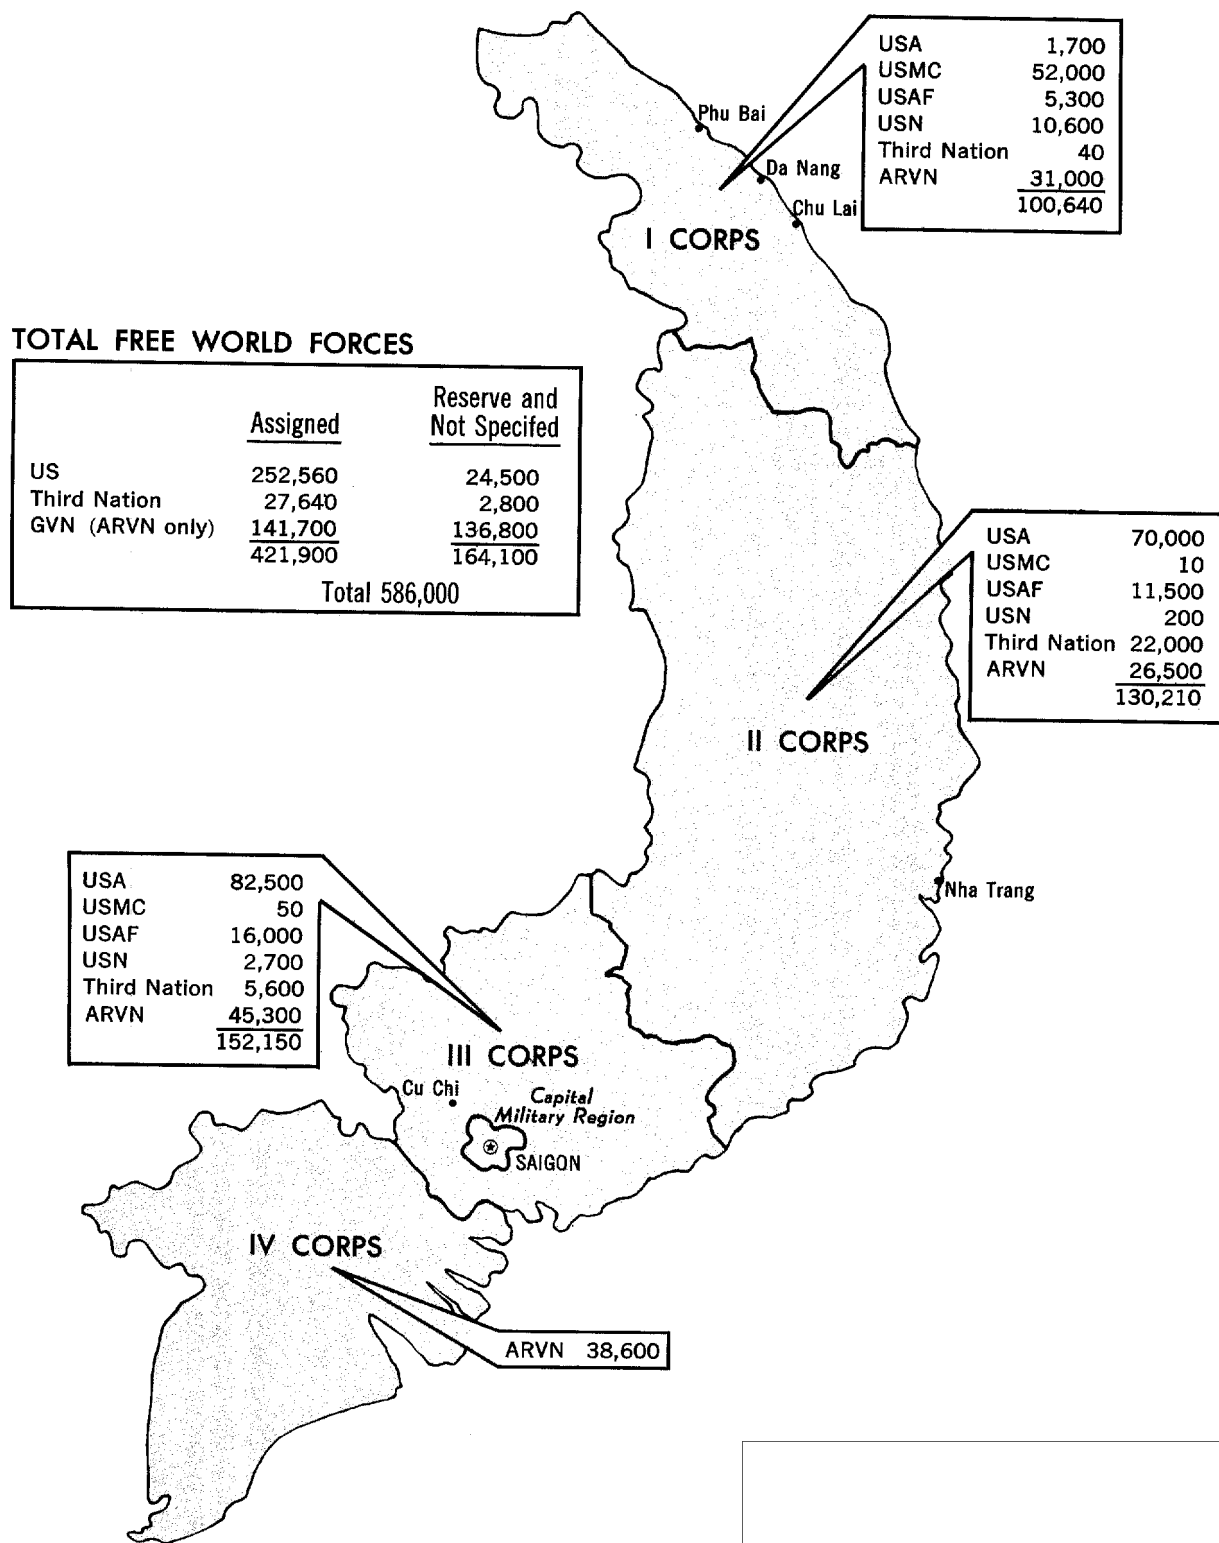 USA 1,700
USMC 52,000
USAF 5,300
USN 10,600
Third Nation 40
ARVN 31,000
100,640
Phu Bai
Da Nang
Chu Lai
I CORPS
TOTAL FREE WORLD FORCES
Assigned Reserve and Not Specifed
US 252,560 24,500
Third Nation 27,640 2,800
GVN (ARVN only) 141,700 136,800
421,900 164,100
Total 586,000
USA 70,000
USMC 10
USAF 11,500
USN 200
Third Nation 22,000
ARVN 26,500
130,210
II CORPS
Nha Trang
USA 82,500
USMC 50
USAF 16,000
USN 2,700
Third Nation 5,600
ARVN 45,300
152,150
III CORPS
Cu Chi
Capital
Military Region
SAIGON
IV CORPS
ARVN 38,600